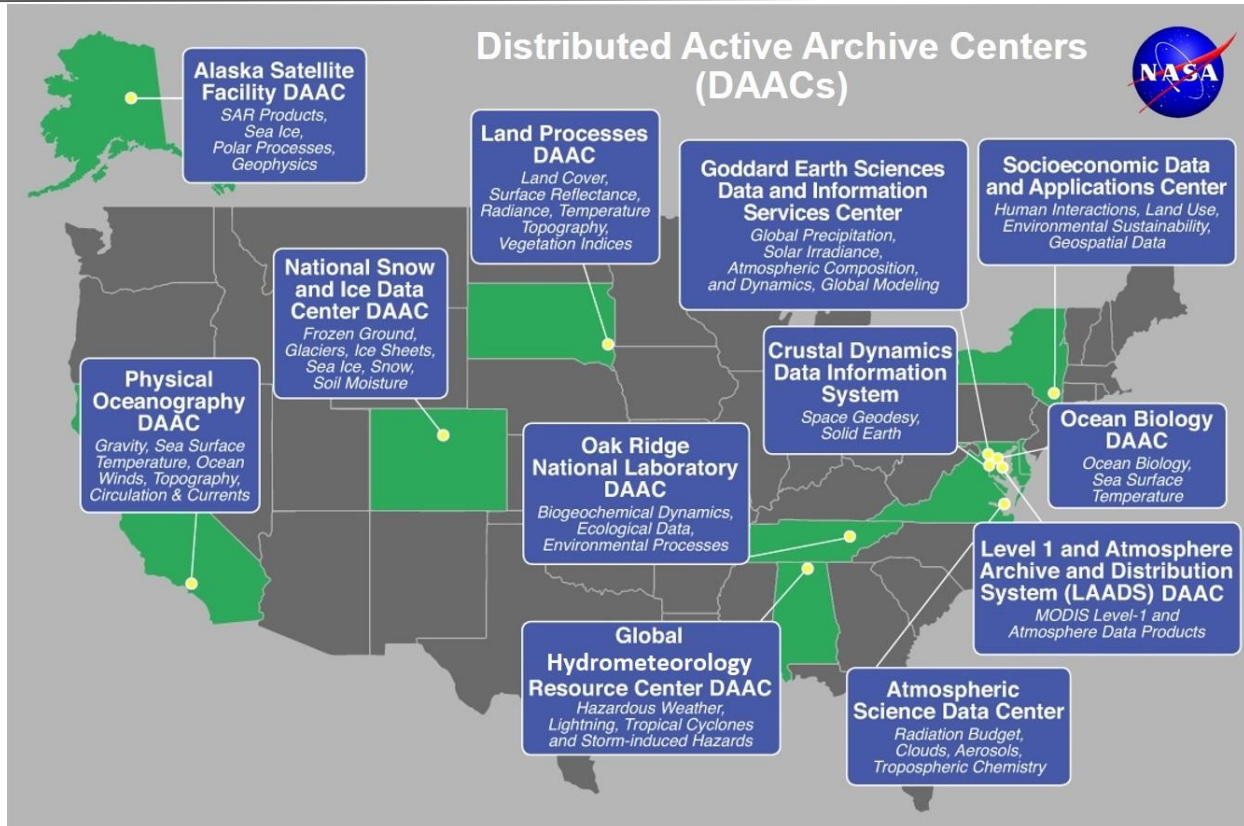 Distributed Active Archive Centers
(DAACs)
NASA
Alaska Satellite
Facility DAAC
SAR Products,
Sea Ice,
Polar Processes,
Geophysics
Land Processes
DAAC
Land Cover,
Surface Reflectance,
Radiance, Temperature
Topography,
Vegetation Indices
Goddard Earth Sciences
Data and Information
Services Center
Global Precipitation,
Solar Irradiance,
Atmospheric Composition,
and Dynamics, Global Modeling
Socioeconomic Data
and Applications Center
Human Interactions, Land Use,
Environmental Sustainability,
Geospatial Data
National Snow
and Ice Data
Center DAAC
Frozen Ground,
Glaciers, Ice Sheets,
Sea Ice, Snow,
Soil Moisture
Crustal Dynamics
Data Information
System
Space Geodesy,
Solid Earth
Physical
Oceanography
DAAC
Gravity, Sea Surface
Temperature, Ocean
Winds, Topography,
Circulation & Currents
Oak Ridge
National Laboratory
DAAC
Biogeochemical Dynamics,
Ecological Data,
Environmental Processes
Ocean Biology
DAAC
Ocean Biology,
Sea Surface
Temperature
Level 1 and Atmosphere
Archive and Distribution
System (LAADS) DAAC
MODIS Level-1 and
Atmosphere Data Products
Global
Hydrometeorology
Resource Center DAAC
Hazardous Weather,
Lightning, Tropical Cyclones
and Storm-induced Hazards
Atmospheric
Science Data Center
Radiation Budget,
Clouds, Aerosols,
Tropospheric Chemistry